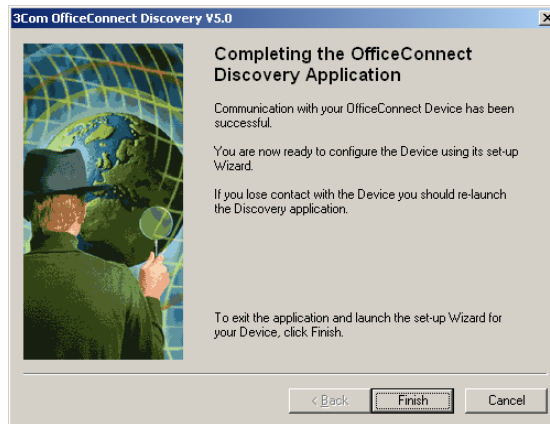 3Com OfficeConnect Discovery V5.0
Completing the OfficeConnect
Discovery Application
Communication with your OfficeConnect Device has been
successful.
You are now ready to configure the Device using its set-up
Wizard.
If you lose contact with the Device you should re-launch
the Discovery application.
To exit the application and launch the set-up Wizard for
your Device, click Finish.
< Back
Finish
Cancel